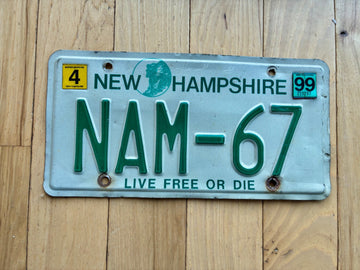 4 NEW HAMPSHIRE 99
NAM-67
LIVE FREE OR DIE